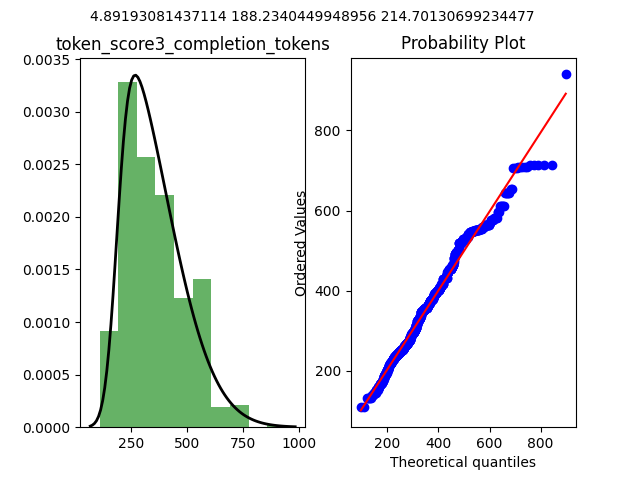 4.89193081437114 188.2340449948956 214.70130699234477
token_score3_completion_tokens
Probability Plot
0.0035
0.0030
0.0025
0.0020
0.0015
0.0010
0.0005
0.0000
250 500 750 1000
Ordered Values
800
600
400
200
200 400 600 800
Theoretical quantiles